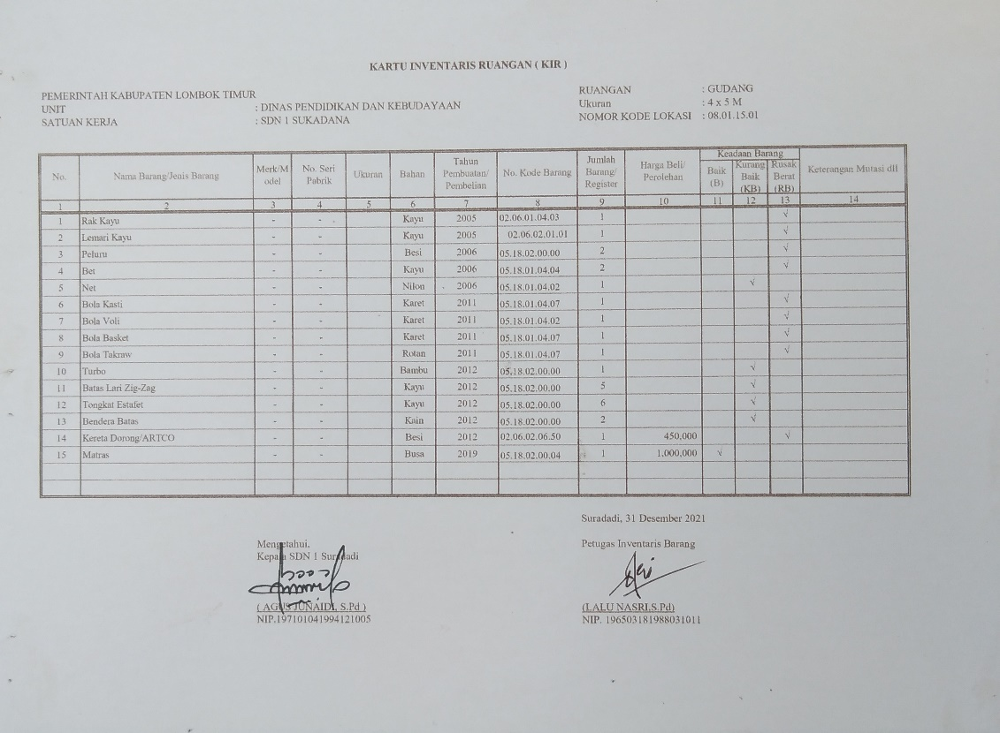 KARTU INVENTARIS RUANGAN ( KIR )
PEMERINTAH KABUPATEN LOMBOK TIMUR
UNIT : DINAS PENDIDIKAN DAN KEBUDAYAAN
SATUAN KERJA : SDN 1 SUKADANA
RUANGAN : GUDANG
Ukuran : 4 x 5 M
NOMOR KODE LOKASI : 08.01.15.01
No. Nama Barang/Jenis Barang Merk/M odel No. Seri Pabrik Ukuran Bahan Tahun Pembuatan/ Pembelian No. Kode Barang Jumlah Barang/ Register Harga Beli/ Perolehan Keadaan Barang Baik (B) Kurang Baik (KB) Rusak Berat (RB) Keterangan Mutasi dll
1 2 3 4 5 6 7 8 9 10 11 12 13 14
1 Rak Kayu - - Kayu 2005 02.06.01.04.03 1 √
2 Lemari Kayu - - Kayu 2005 02.06.02.01.01 1 √
3 Peluru - - Besi 2006 05.18.02.00.00 2 √
4 Bet - - Kayu 2006 05.18.01.04.04 2 √
5 Net - - Nilon 2006 05.18.01.04.02 1 √
6 Bola Kasti - - Karet 2011 05.18.01.04.07 1 √
7 Bola Voli - - Karet 2011 05.18.01.04.02 1 √
8 Bola Basket - - Karet 2011 05.18.01.04.07 1 √
9 Bola Takraw - - Rotan 2011 05.18.01.04.07 1 √
10 Turbo - - Bambu 2012 05.18.02.00.00 1 √
11 Batas Lari Zig-Zag - - Kayu 2012 05.18.02.00.00 5 √
12 Tongkat Estafet - - Kayu 2012 05.18.02.00.00 6 √
13 Bendera Batas - - Kain 2012 05.18.02.00.00 2 √
14 Kereta Dorong/ARTCO - - Besi 2012 02.06.02.06.50 1 450,000 √
15 Matras - - Busa 2019 05.18.02.00.04 1 1,000,000 √
Suradadi, 31 Desember 2021
Mengetahui,
Kepala SDN 1 Suradadi
( AGUS JUNAIDI, S.Pd )
NIP.197101041994121005
Petugas Inventaris Barang
(LALU NASRI,S.Pd)
NIP. 196503181988031011